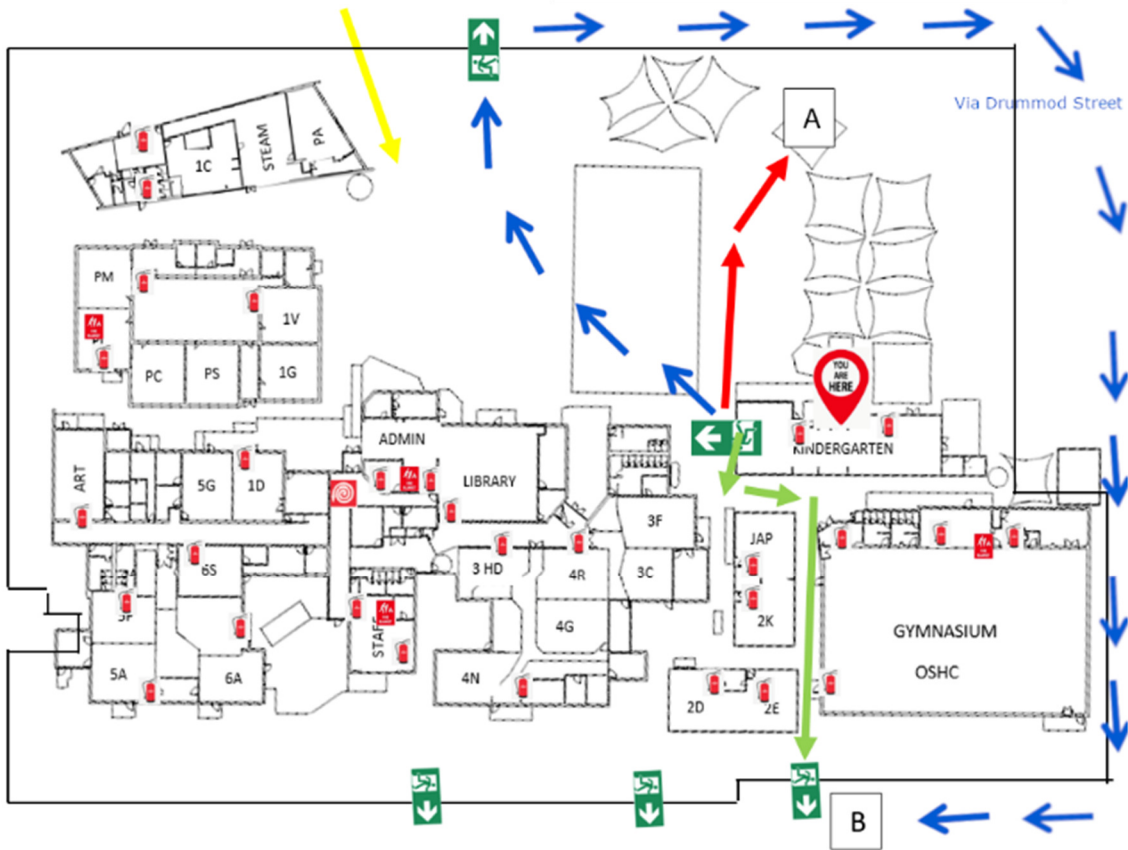 Via Drummod Street
A
1C
STEAM
PA
PM
1V
PC
PS
1G
YOU
ARE
HERE
KINDERGARTEN
ADMIN
LIBRARY
ART
5G
1D
3F
JAP
3 HD
4R
3C
6S
2K
4G
STAFF
GYMNASIUM
OSHC
5A
6A
4N
2D
2E
B